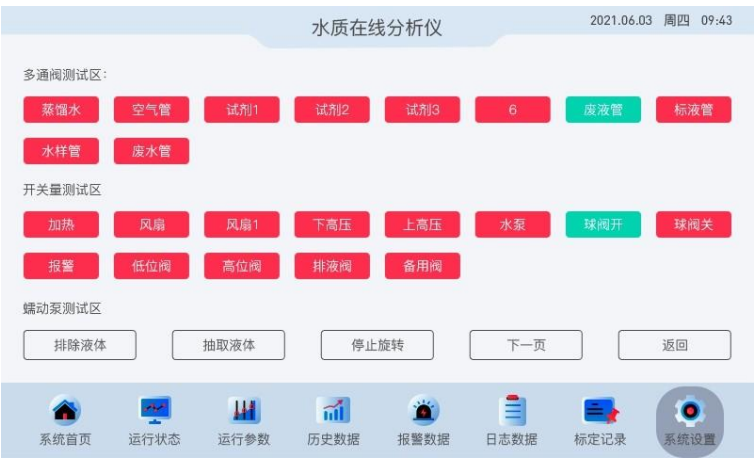 水质在线分析仪 2021.06.03 周四 09:43
多通阀测试区：
蒸馏水 空气管 试剂1 试剂2 试剂3 6 废液管 标液管
水样管 废水管
开关量测试区
加热 风扇 风扇1 下高压 上高压 水泵 球阀开 球阀关
报警 低位阀 高位阀 排液阀 备用阀
蠕动泵测试区
排除液体 抽取液体 停止旋转 下一页 返回
系统首页 运行状态 运行参数 历史数据 报警数据 日志数据 标定记录 系统设置